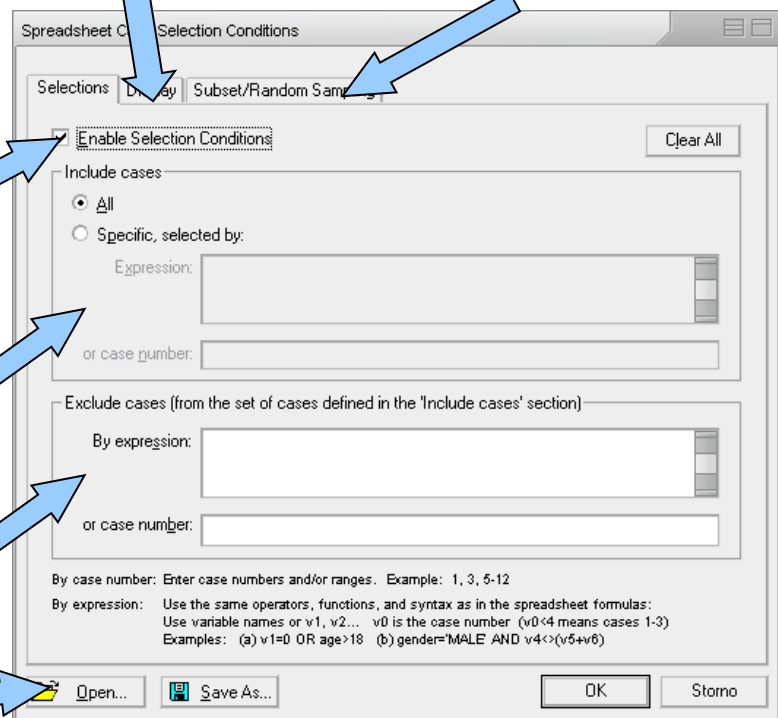 Spreadsheet Selection Conditions
Selections Subset/Random
Enable Selection Conditions Clear All
Include cases
All
Specific, selected by:
Expression:
or case number:
Exclude cases (from the set of cases defined in the 'Include cases' section)
By expression:
or case number:
By case number: Enter case numbers and/or ranges. Example: 1, 3, 5-12
By expression: Use the same operators, functions, and syntax as in the spreadsheet formulas:
Use variable names or v1, v2... v0 is the case number (v0<4 means cases 1-3)
Examples: (a) v1=0 OR age>18 (b) gender='MALE' AND v4<>(v5+v6)
Open... Save As... OK Storno